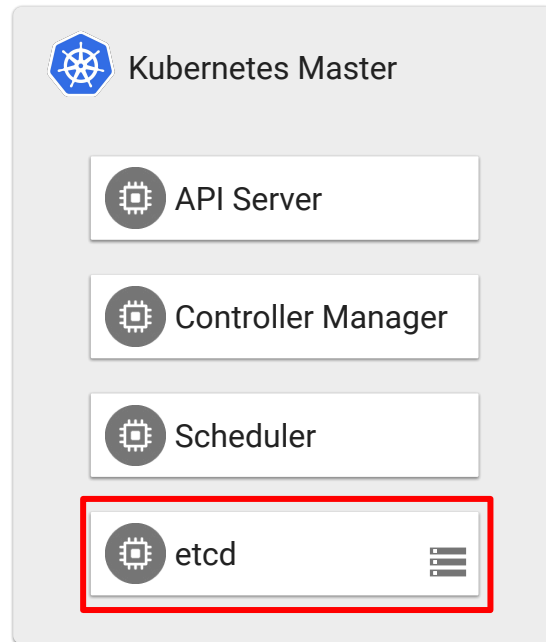 Kubernetes Master
API Server
Controller Manager
Scheduler
etcd